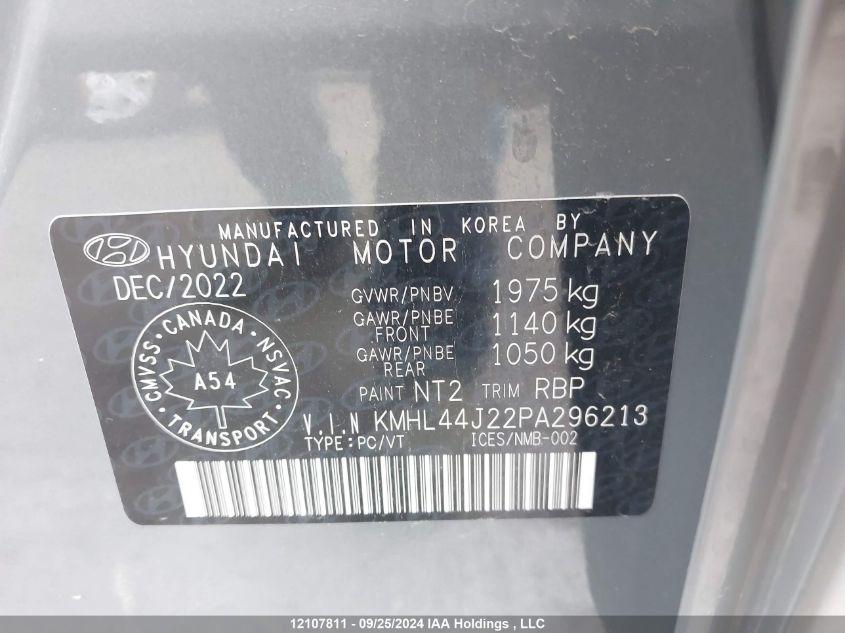 MANUFACTURED IN KOREA BY
HYUNDAI MOTOR COMPANY
DEC/2022
GVWR/PNBV 1975 kg
GAWR/PNBE FRONT 1140 kg
GAWR/PNBE REAR 1050 kg
PAINT NT2 TRIM RBP
V.I.N KMHL44J22PA296213
TYPE:PC/VT ICES/NMB-002
CMVSS • CANADA • NSVAC • TRANSPORT •
A54
12107811 - 09/25/2024 IAA Holdings , LLC